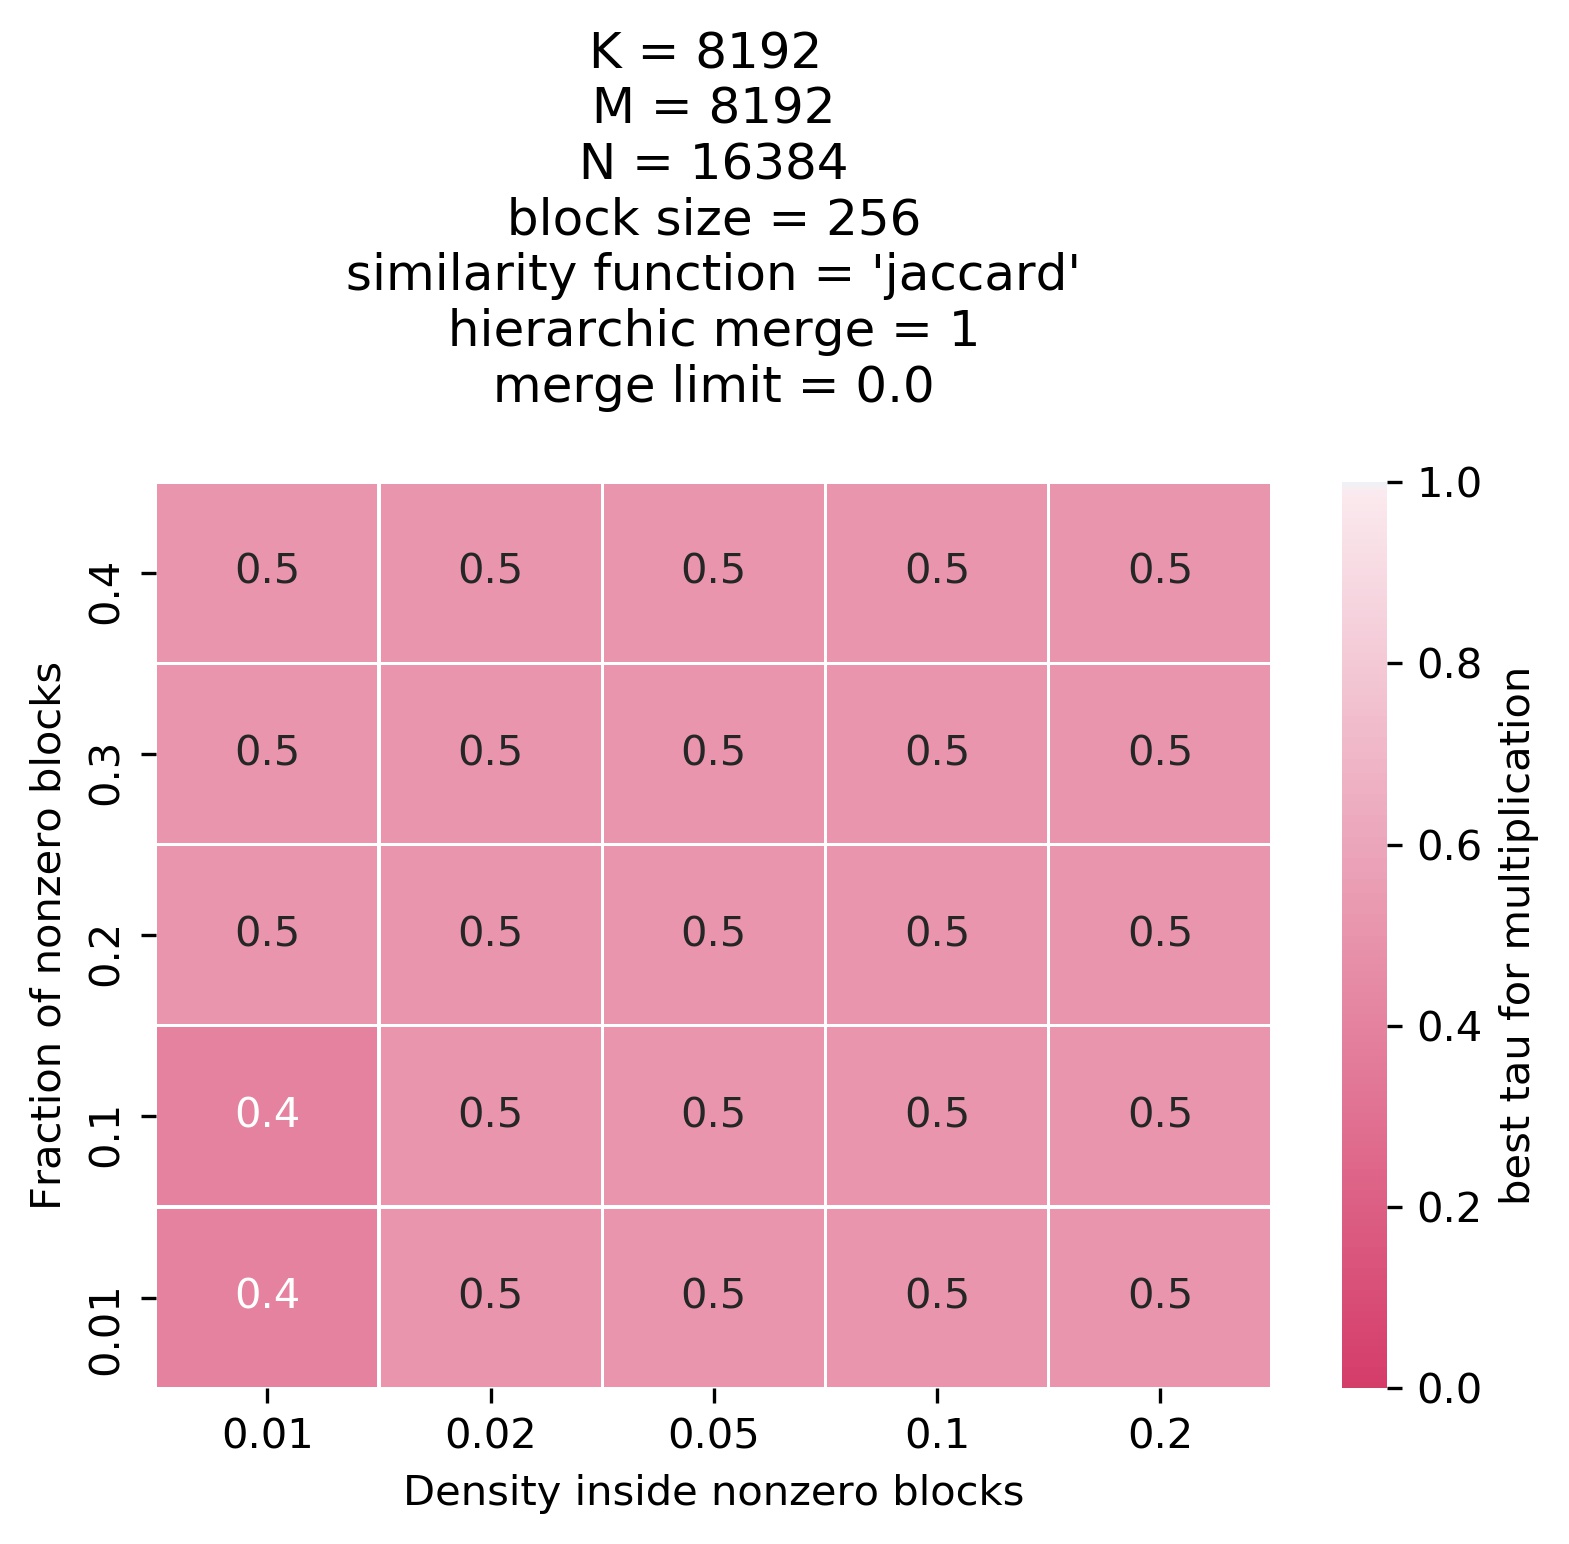 K = 8192
M = 8192
N = 16384
block size = 256
similarity function = 'jaccard'
hierarchic merge = 1
merge limit = 0.0
Fraction of nonzero blocks
0.4
0.5 0.5 0.5 0.5 0.5
0.3
0.5 0.5 0.5 0.5 0.5
0.2
0.5 0.5 0.5 0.5 0.5
0.1
0.4 0.5 0.5 0.5 0.5
0.01
0.4 0.5 0.5 0.5 0.5
0.01 0.02 0.05 0.1 0.2
Density inside nonzero blocks
1.0
0.8
0.6
0.4
0.2
0.0
best tau for multiplication